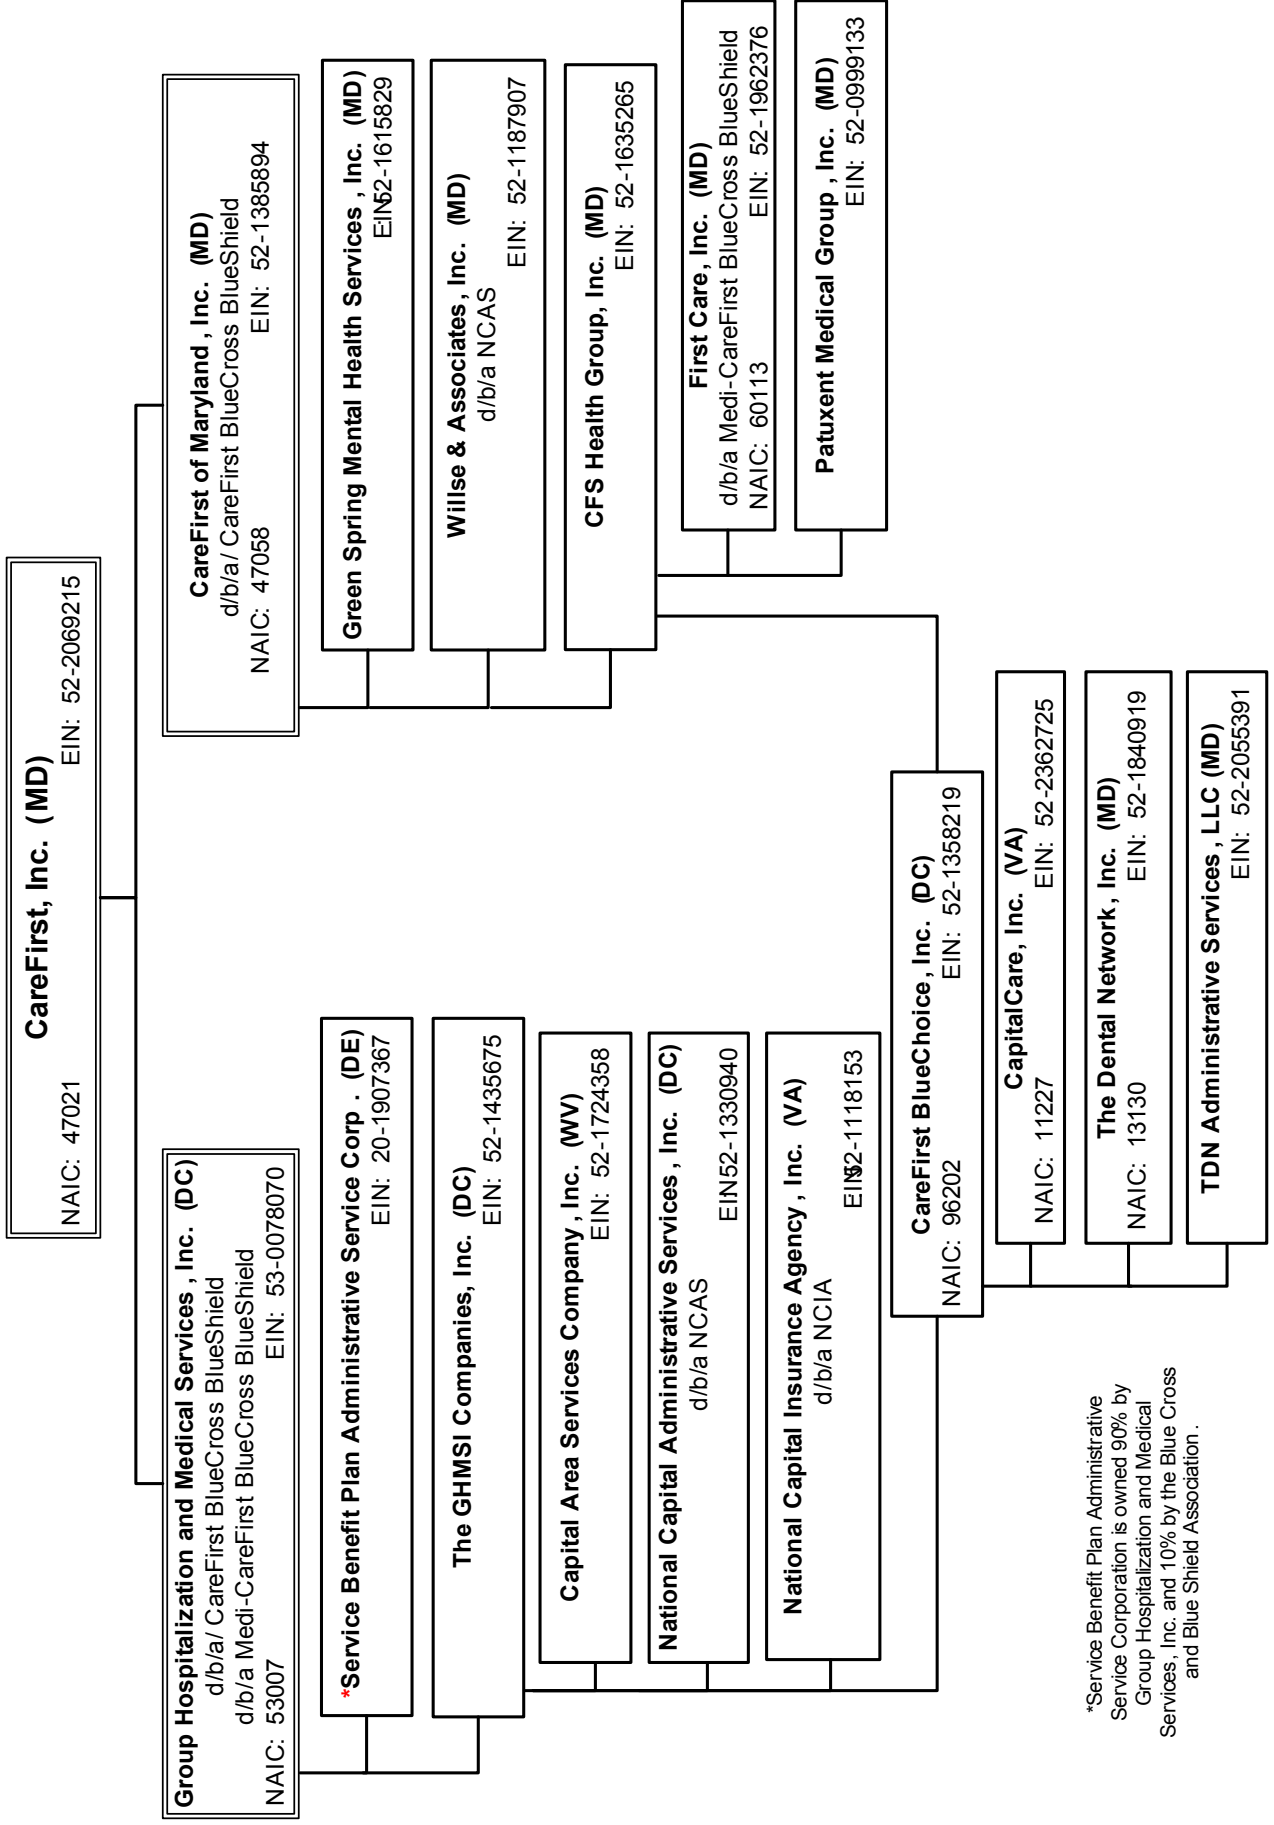 CareFirst, Inc. (MD)
NAIC: 47021 EIN: 52-2069215
Group Hospitalization and Medical Services , Inc. (DC)
d/b/a/ CareFirst BlueCross BlueShield
d/b/a Medi-CareFirst BlueCross BlueShield
NAIC: 53007 EIN: 53-0078070
*Service Benefit Plan Administrative Service Corp . (DE)
EIN: 20-1907367
The GHMSI Companies, Inc. (DC)
EIN: 52-1435675
Capital Area Services Company , Inc. (WV)
EIN: 52-1724358
National Capital Administrative Services , Inc. (DC)
d/b/a NCAS
EIN52-1330940
National Capital Insurance Agency , Inc. (VA)
d/b/a NCIA
EIN52-1118153
CareFirst of Maryland , Inc. (MD)
d/b/a/ CareFirst BlueCross BlueShield
NAIC: 47058 EIN: 52-1385894
Green Spring Mental Health Services , Inc. (MD)
EIN52-1615829
Willse & Associates , Inc. (MD)
d/b/a NCAS
EIN: 52-1187907
CFS Health Group, Inc. (MD)
EIN: 52-1635265
First Care , Inc. (MD)
d/b/a Medi-CareFirst BlueCross BlueShield
NAIC: 60113 EIN: 52-1962376
Patuxent Medical Group , Inc. (MD)
EIN: 52-0999133
CareFirst BlueChoice , Inc. (DC)
NAIC: 96202 EIN: 52-1358219
CapitalCare, Inc. (VA)
NAIC: 11227 EIN: 52-2362725
The Dental Network , Inc. (MD)
NAIC: 13130 EIN: 52-1840919
TDN Administrative Services , LLC (MD)
EIN: 52-2055391
*Service Benefit Plan Administrative
Service Corporation is owned 90% by
Group Hospitalization and Medical
Services, Inc. and 10% by the Blue Cross
and Blue Shield Association .